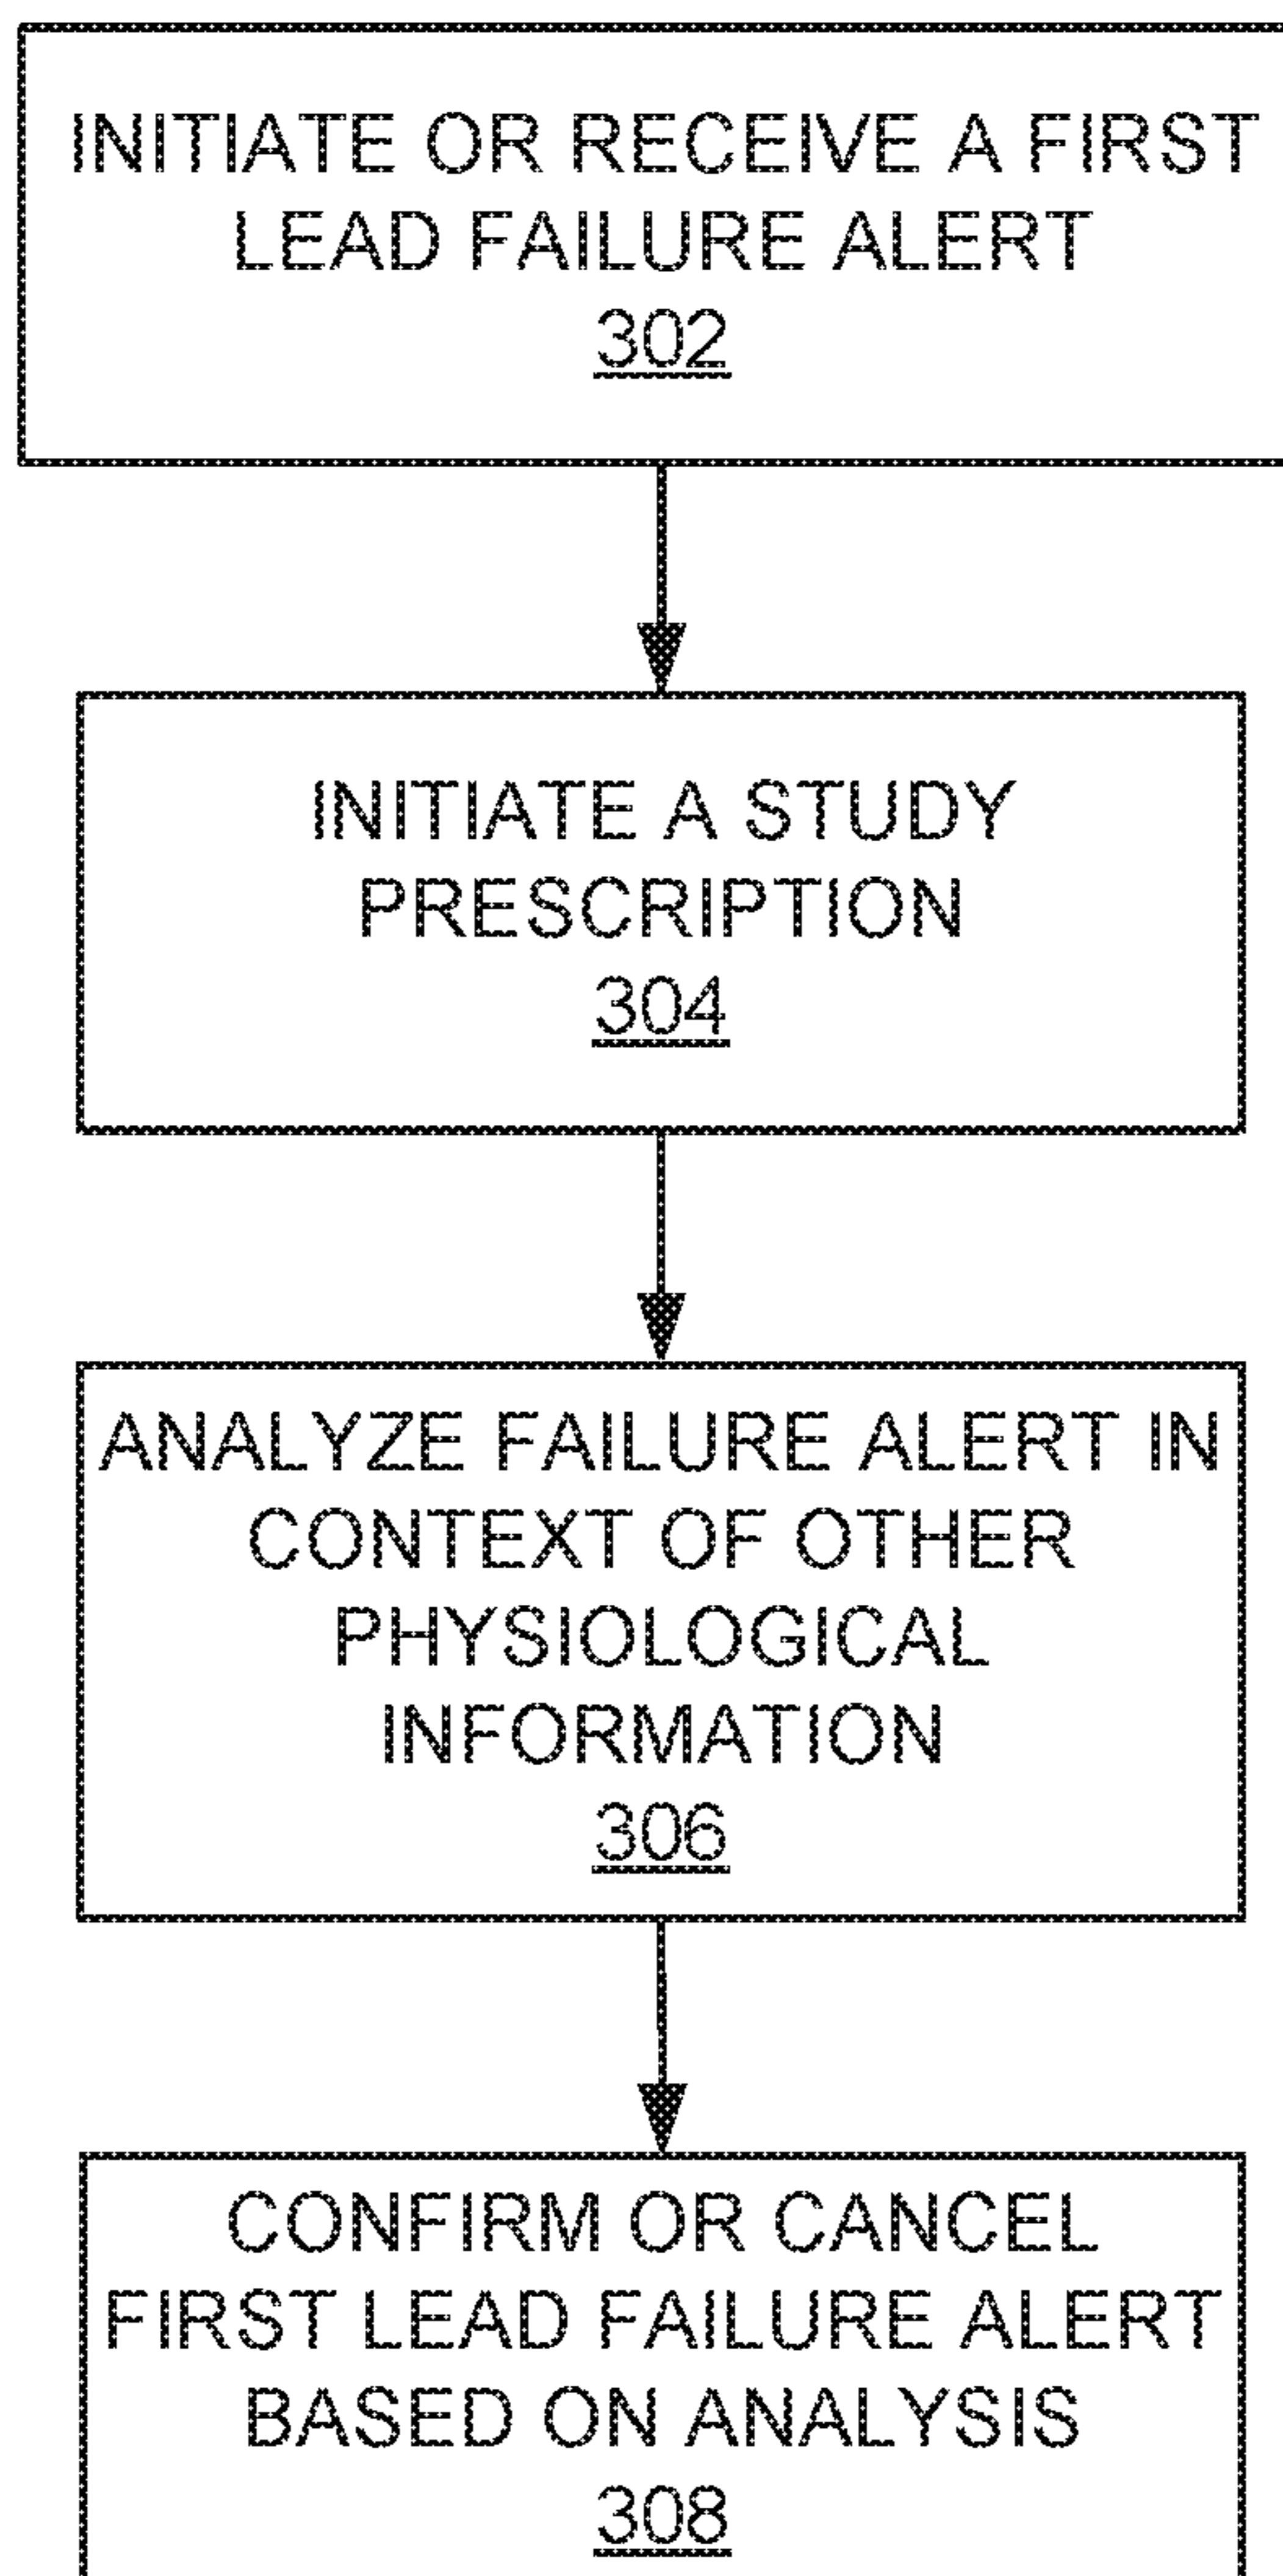 INITIATE OR RECEIVE A FIRST
LEAD FAILURE ALERT
302
INITIATE A STUDY
PRESCRIPTION
304
ANALYZE FAILURE ALERT IN
CONTEXT OF OTHER
PHYSIOLOGICAL
INFORMATION
306
CONFIRM OR CANCEL
FIRST LEAD FAILURE ALERT
BASED ON ANALYSIS
308